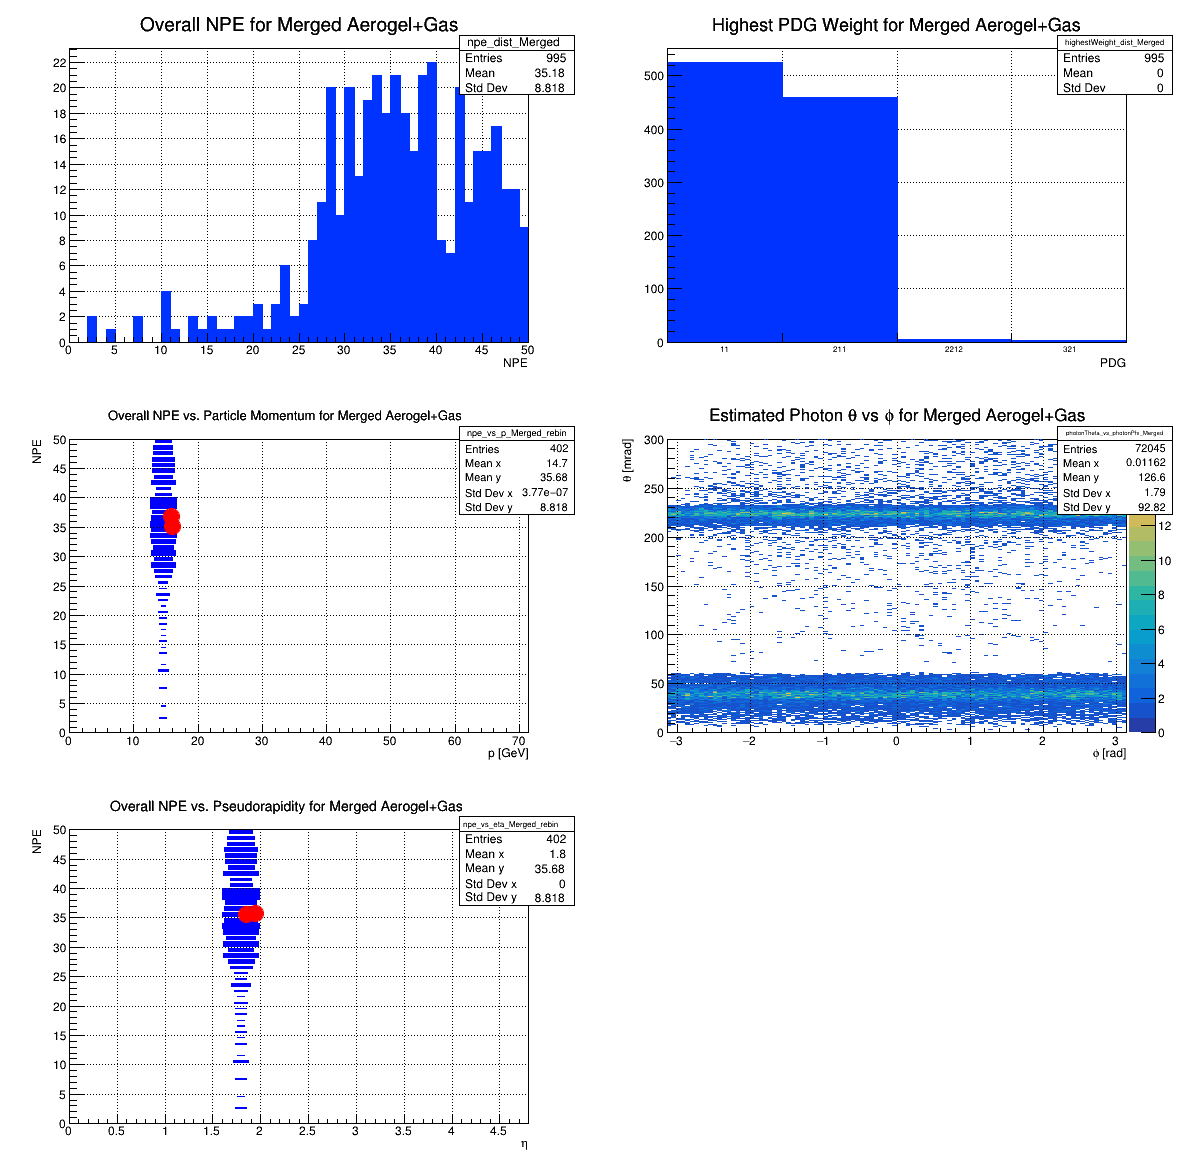 Overall NPE for Merged Aerogel+Gas
npe_dist_Merged
Entries 995
Mean 35.18
Std Dev 8.818
22
20
18
16
14
12
10
8
6
4
2
0
0 5 10 15 20 25 30 35 40 45 50
NPE
Highest PDG Weight for Merged Aerogel+Gas
highestWeight_dist_Merged
Entries 995
Mean 0
Std Dev 0
500
400
300
200
100
0
11 211 2212 321
PDG
Overall NPE vs. Particle Momentum for Merged Aerogel+Gas
npe_vs_p_Merged_rebin
Entries 402
Mean x 14.7
Mean y 35.68
Std Dev x 3.77e-07
Std Dev y 8.818
NPE
50
45
40
35
30
25
20
15
10
5
0
0 10 20 30 40 50 60 70
p [GeV]
Estimated Photon θ vs ϕ for Merged Aerogel+Gas
photonTheta_vs_photonPhi_Merged
Entries 72045
Mean x 0.01162
Mean y 126.6
Std Dev x 1.79
Std Dev y 92.82
θ [mrad]
300
250
200
150
100
50
0
−3 −2 −1 0 1 2 3
ϕ [rad]
12
10
8
6
4
2
0
Overall NPE vs. Pseudorapidity for Merged Aerogel+Gas
npe_vs_eta_Merged_rebin
Entries 402
Mean x 1.8
Mean y 35.68
Std Dev x 0
Std Dev y 8.818
NPE
50
45
40
35
30
25
20
15
10
5
0
0 0.5 1 1.5 2 2.5 3 3.5 4 4.5
η